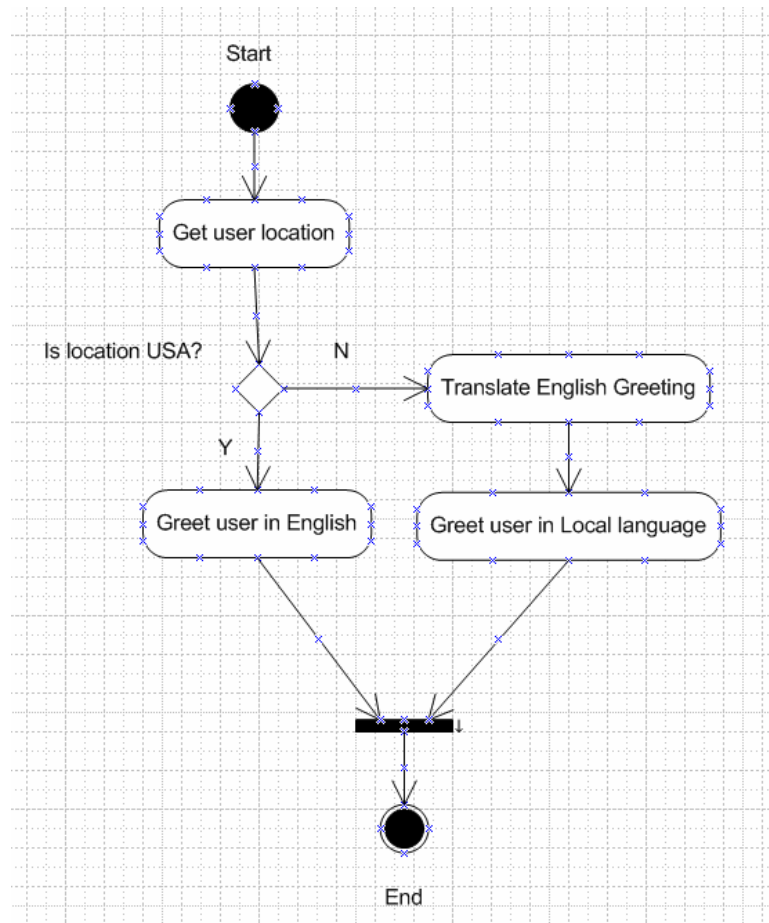 Start
Get user location
Is location USA?
N
Translate English Greeting
Y
Greet user in English
Greet user in Local language
End